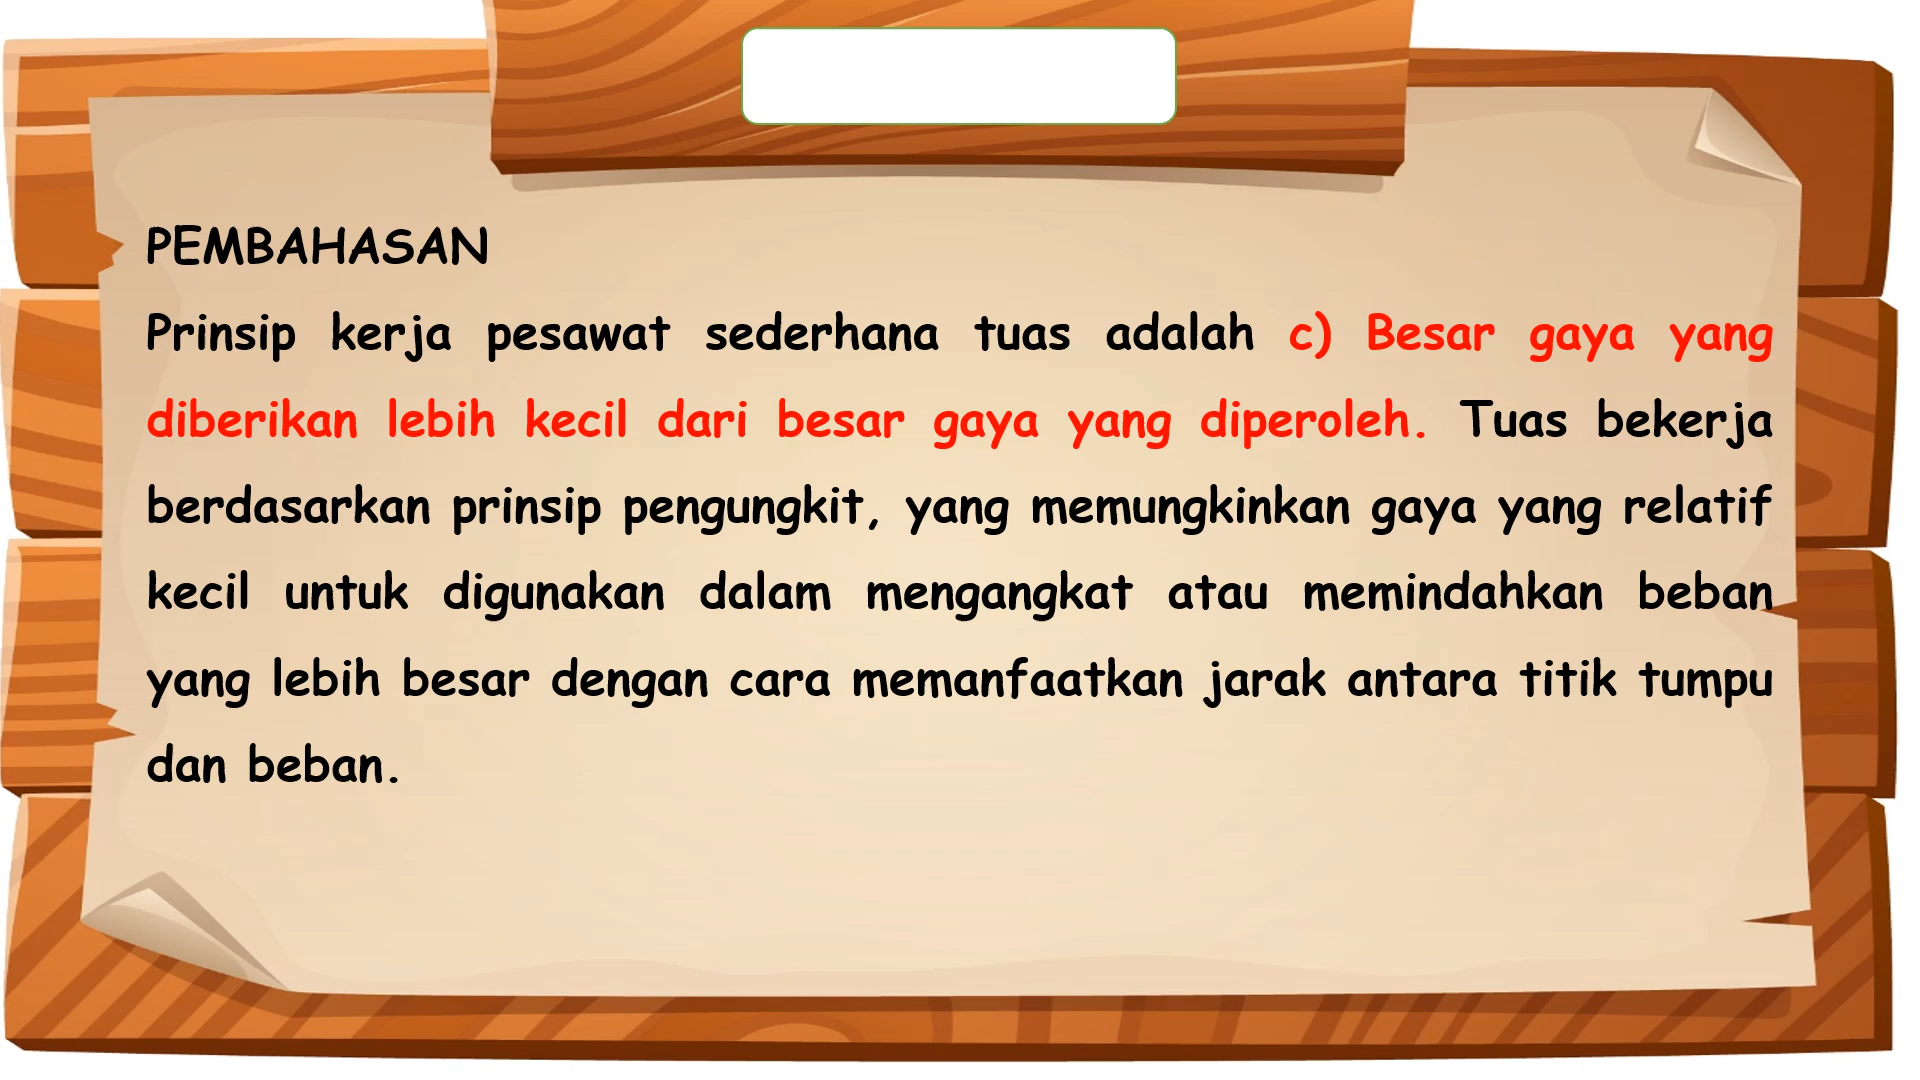 PEMBAHASAN
Prinsip kerja pesawat sederhana tuas adalah c) Besar gaya yang
diberikan lebih kecil dari besar gaya yang diperoleh. Tuas bekerja
berdasarkan prinsip pengungkit, yang memungkinkan gaya yang relatif
kecil untuk digunakan dalam mengangkat atau memindahkan beban
yang lebih besar dengan cara memanfaatkan jarak antara titik tumpu
dan beban.